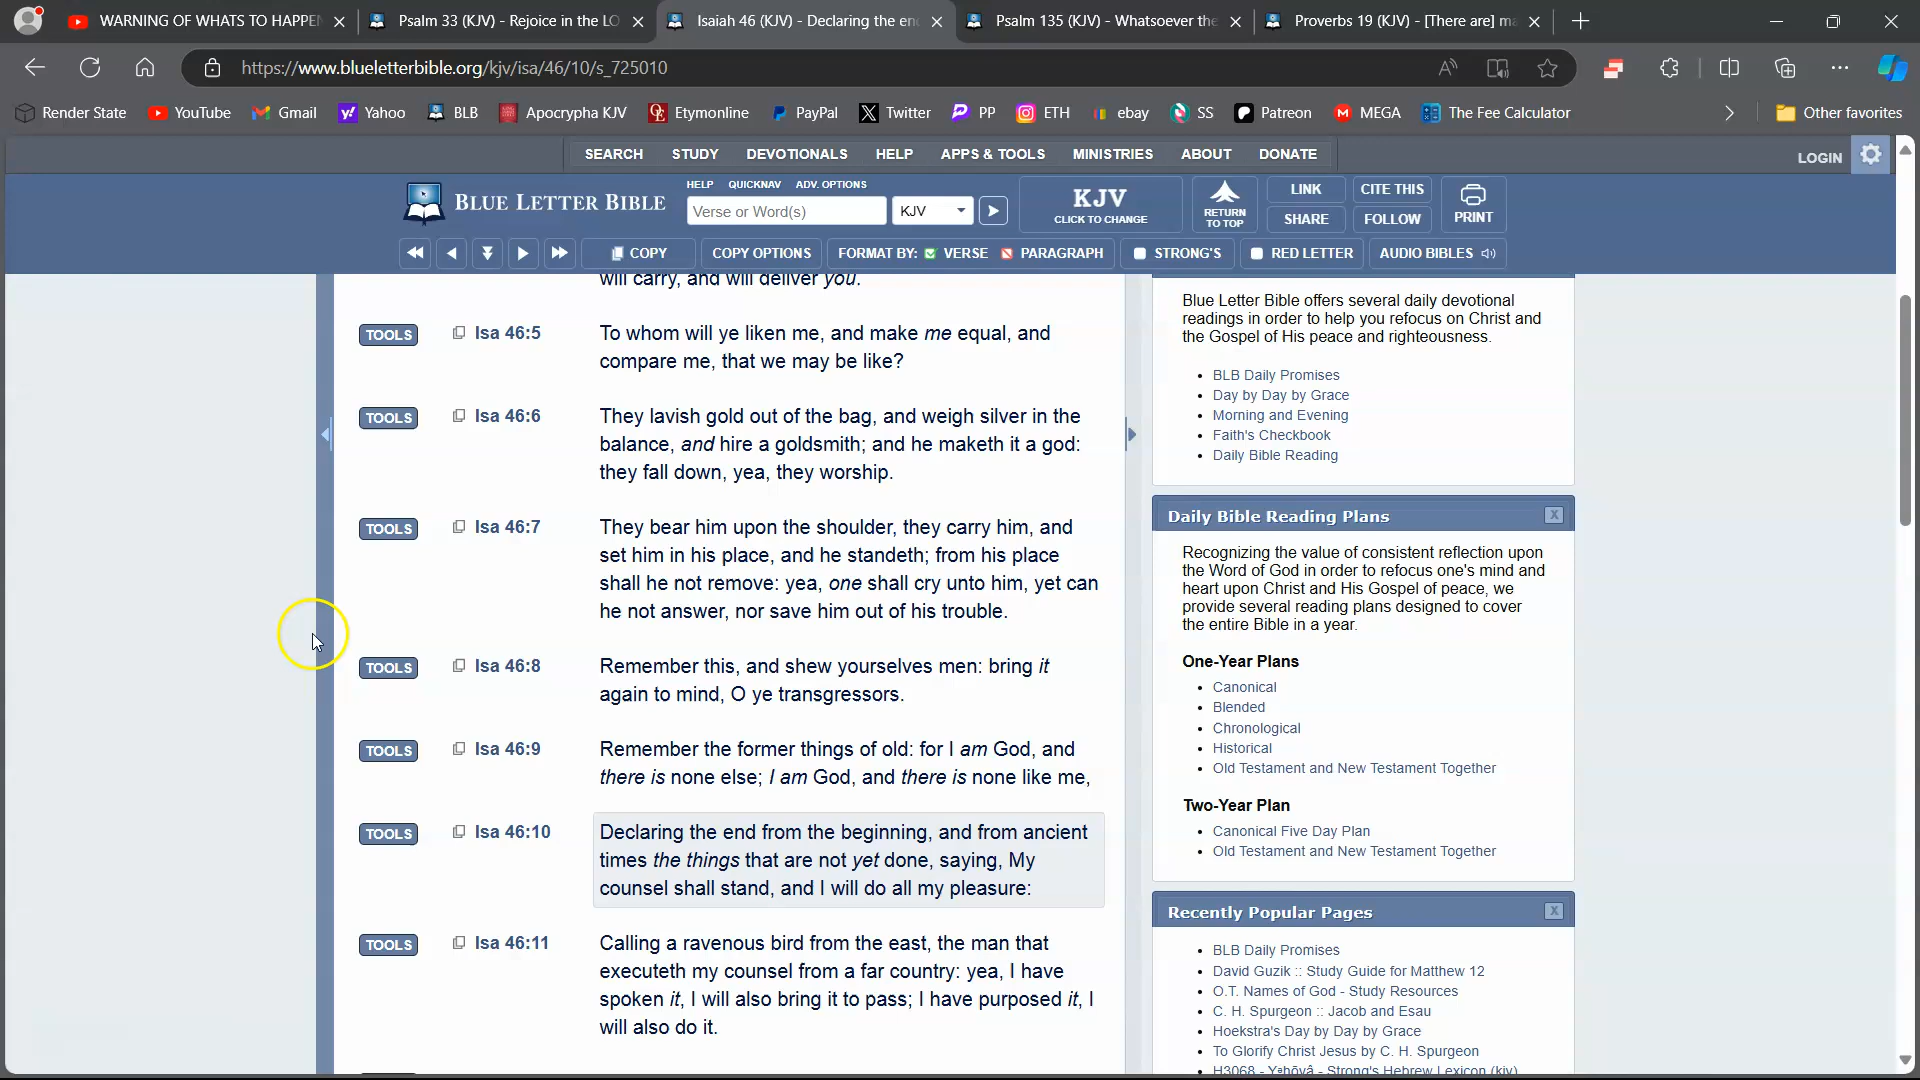 WARNING OF WHATS TO HAPPEN
Psalm 33 (KJV) - Rejoice in the LO
Isaiah 46 (KJV) - Declaring the en
Psalm 135 (KJV) - Whatsoever the
Proverbs 19 (KJV) - [There are] m
https://www.blueletterbible.org/kjv/isa/46/10/s_725010
Render State YouTube Gmail Yahoo BLB Apocrypha KJV Etymonline PayPal Twitter PP ETH ebay SS Patreon MEGA The Fee Calculator Other favorites
SEARCH STUDY DEVOTIONALS HELP APPS & TOOLS MINISTRIES ABOUT DONATE
LOGIN
BLUE LETTER BIBLE
HELP QUICKNAV ADV. OPTIONS
Verse or Word(s) KJV
KJV
CLICK TO CHANGE
RETURN
TO TOP
LINK CITE THIS
SHARE FOLLOW
PRINT
COPY COPY OPTIONS FORMAT BY: VERSE PARAGRAPH STRONG'S RED LETTER AUDIO BIBLES
will carry, and will deliver you.
TOOLS Isa 46:5 To whom will ye liken me, and make me equal, and
compare me, that we may be like?
TOOLS Isa 46:6 They lavish gold out of the bag, and weigh silver in the
balance, and hire a goldsmith; and he maketh it a god:
they fall down, yea, they worship.
TOOLS Isa 46:7 They bear him upon the shoulder, they carry him, and
set him in his place, and he standeth; from his place
shall he not remove: yea, one shall cry unto him, yet can
he not answer, nor save him out of his trouble.
TOOLS Isa 46:8 Remember this, and shew yourselves men: bring it
again to mind, O ye transgressors.
TOOLS Isa 46:9 Remember the former things of old: for I am God, and
there is none else; I am God, and there is none like me,
TOOLS Isa 46:10 Declaring the end from the beginning, and from ancient
times the things that are not yet done, saying, My
counsel shall stand, and I will do all my pleasure:
TOOLS Isa 46:11 Calling a ravenous bird from the east, the man that
executeth my counsel from a far country: yea, I have
spoken it, I will also bring it to pass; I have purposed it, I
will also do it.
Blue Letter Bible offers several daily devotional
readings in order to help you refocus on Christ and
the Gospel of His peace and righteousness.
BLB Daily Promises
Day by Day by Grace
Morning and Evening
Faith's Checkbook
Daily Bible Reading
Daily Bible Reading Plans
Recognizing the value of consistent reflection upon
the Word of God in order to refocus one's mind and
heart upon Christ and His Gospel of peace, we
provide several reading plans designed to cover
the entire Bible in a year.
One-Year Plans
Canonical
Blended
Chronological
Historical
Old Testament and New Testament Together
Two-Year Plan
Canonical Five Day Plan
Old Testament and New Testament Together
Recently Popular Pages
BLB Daily Promises
David Guzik :: Study Guide for Matthew 12
O.T. Names of God - Study Resources
C. H. Spurgeon :: Jacob and Esau
Hoekstra's Day by Day by Grace
To Glorify Christ Jesus by C. H. Spurgeon
H3068 - Yᵊhōvâ - Strong's Hebrew Lexicon (kjv)